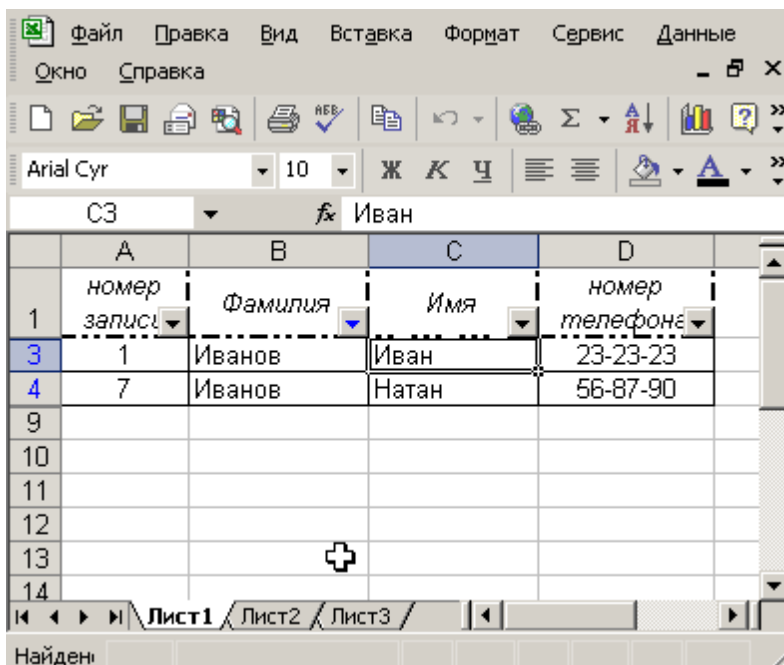 Файл Правка Вид Вставка Формат Сервис Данные
Окно Справка
Arial Cyr 10 Ж К Ч
C3 fx Иван
A B C D
1 номер записи Фамилия Имя номер телефона
3 1 Иванов Иван 23-23-23
4 7 Иванов Натан 56-87-90
9
10
11
12
13
14
Лист1 Лист2 Лист3
Найден